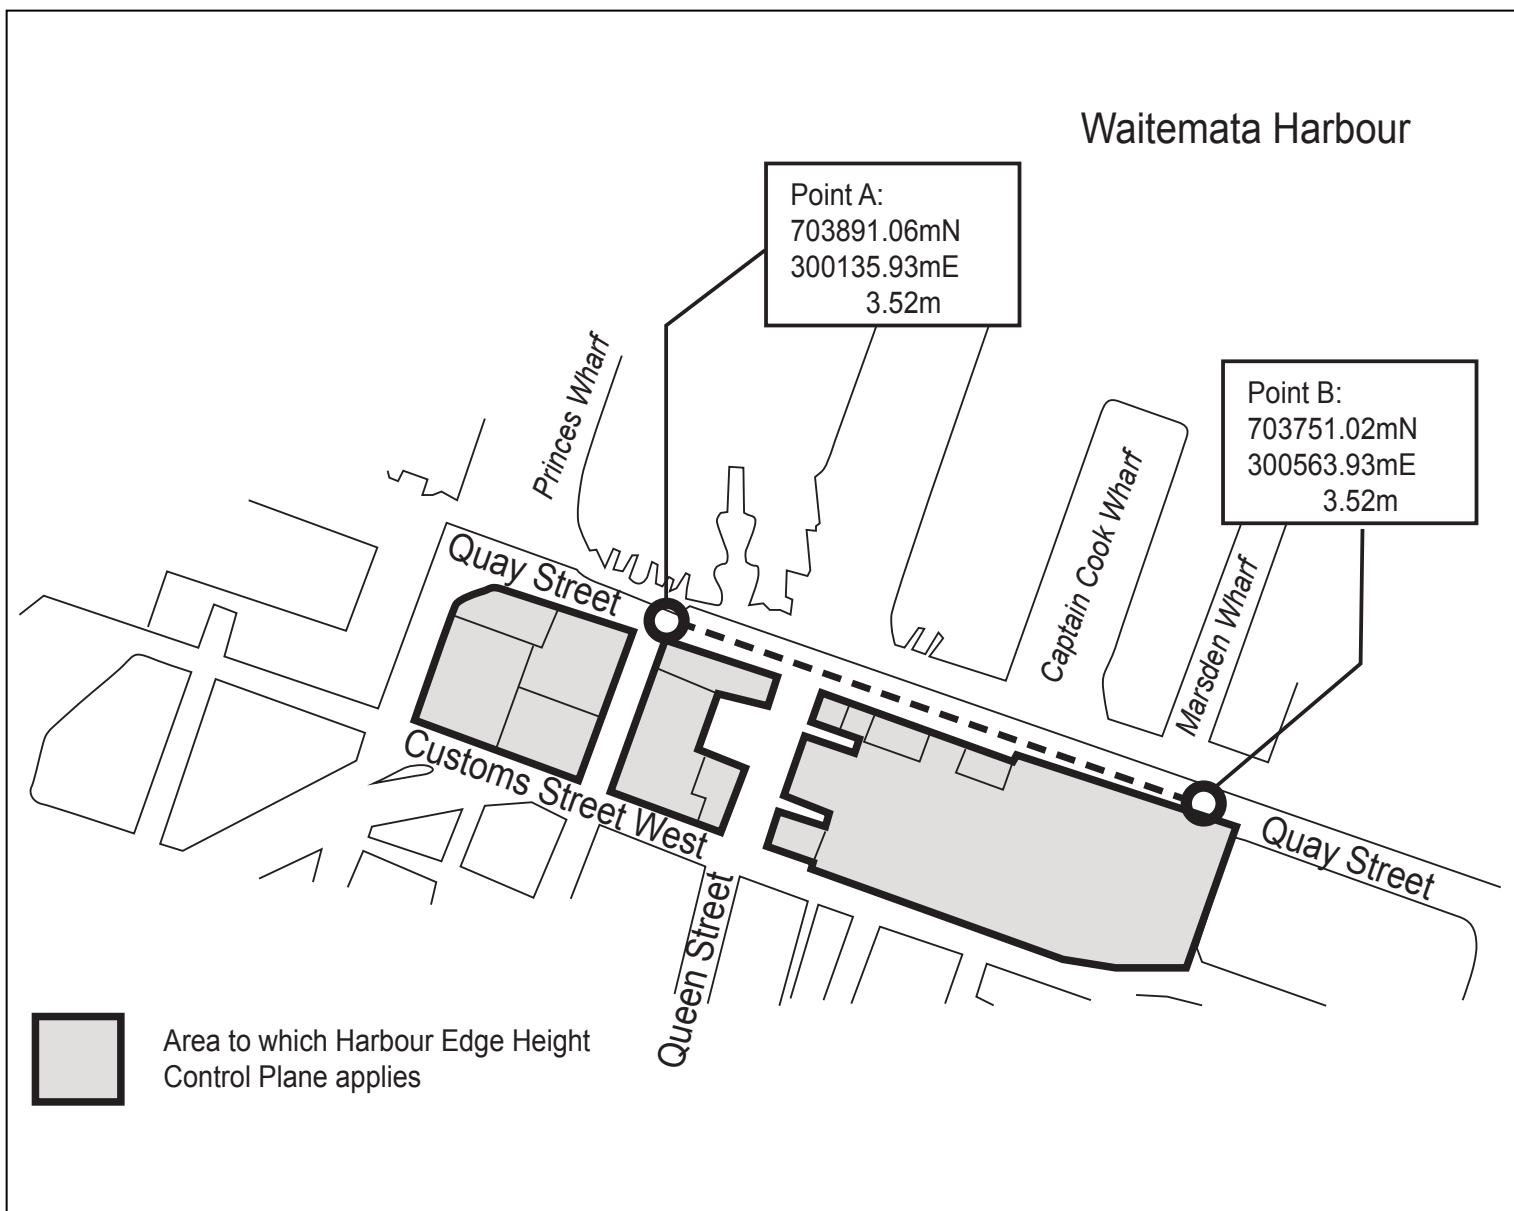 Waitemata Harbour
Point A:
703891.06mN
300135.93mE
3.52m
Princes Wharf
Point B:
703751.02mN
300563.93mE
3.52m
Captain Cook Wharf
Marsden Wharf
Quay Street
Customs Street West
Quay Street
Queen Street
Area to which Harbour Edge Height
Control Plane applies